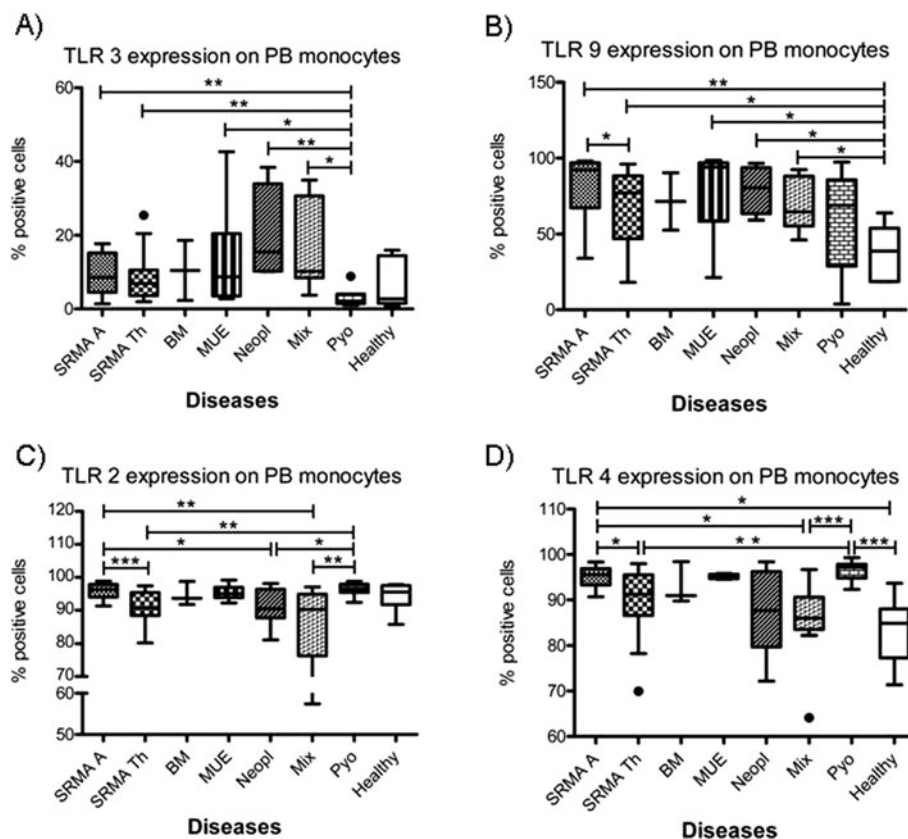 A)
TLR 3 expression on PB monocytes
60
40
20
0
% positive cells
**
**
*
**
*
SRMA A
SRMA Th
BM
MUE
Neopl
Mix
Pyo
Healthy
Diseases
B)
TLR 9 expression on PB monocytes
150
100
50
0
% positive cells
**
*
*
*
*
*
SRMA A
SRMA Th
BM
MUE
Neopl
Mix
Pyo
Healthy
Diseases
C)
TLR 2 expression on PB monocytes
120
110
100
90
80
70
60
50
% positive cells
**
**
*
*
***
**
SRMA A
SRMA Th
BM
MUE
Neopl
Mix
Pyo
Healthy
Diseases
D)
TLR 4 expression on PB monocytes
110
100
90
80
70
60
% positive cells
*
*
***
*
* *
***
SRMA A
SRMA Th
BM
MUE
Neopl
Mix
Pyo
Healthy
Diseases